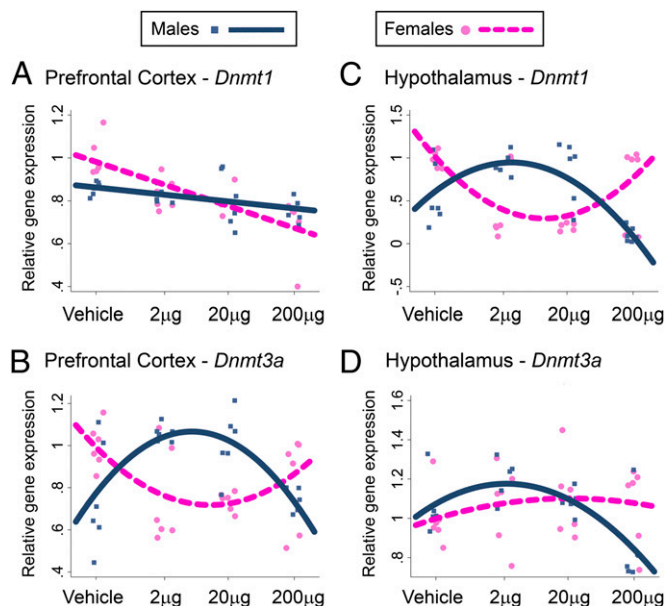 Males
Females
A Prefrontal Cortex - Dnmt1
Relative gene expression
1.2
1
.8
.6
.4
Vehicle 2µg 20µg 200µg
C Hypothalamus - Dnmt1
Relative gene expression
1.5
1
.5
0
-.5
Vehicle 2µg 20µg 200µg
B Prefrontal Cortex - Dnmt3a
Relative gene expression
1.2
1
.8
.6
.4
Vehicle 2µg 20µg 200µg
D Hypothalamus - Dnmt3a
Relative gene expression
1.6
1.4
1.2
1
.8
Vehicle 2µg 20µg 200µg